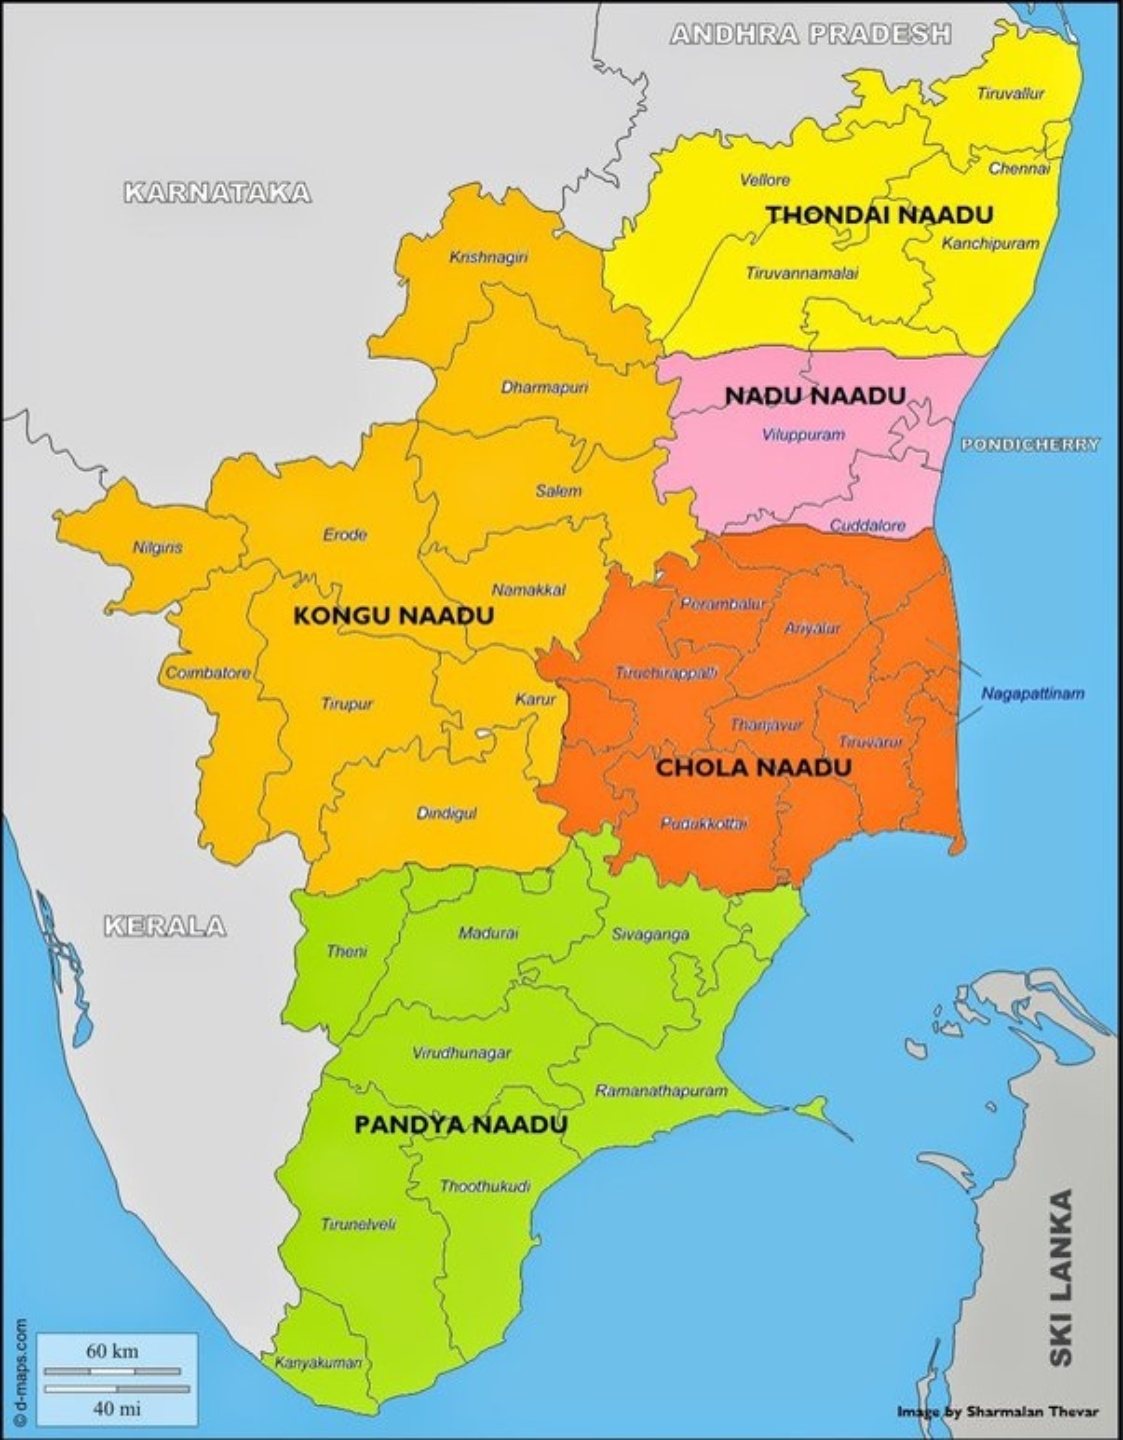 ANDHRA PRADESH
Tiruvallur
Chennai
KARNATAKA
Vellore
THONDAI NAADU
Kanchipuram
Krishnagiri
Tiruvannamalai
Dharmapuri
NADU NAADU
Viluppuram
PONDICHERRY
Salem
Cuddalore
Erode
Nilgiris
Namakkal
KONGU NAADU
Perambalur
Ariyalur
Coimbatore
Tiruchirappalli
Nagapattinam
Tirupur
Karur
Thanjavur
Tiruvarur
CHOLA NAADU
Dindigul
Pudukkottai
KERALA
Theni
Madurai
Sivaganga
Virudhunagar
Ramanathapuram
PANDYA NAADU
Thoothukudi
Tirunelveli
SKI LANKA
Kanyakumari
60 km
40 mi
© d-maps.com
Image by Sharmalan Thevar